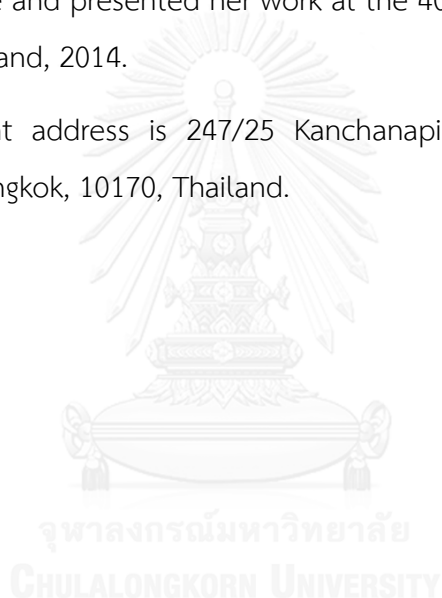 e and presented her work at the 40
and, 2014.
t address is 247/25 Kanchanapi
ngkok, 10170, Thailand.
จุฬาลงกรณ์มหาวิทยาลัย
CHULALONGKORN UNIVERSITY